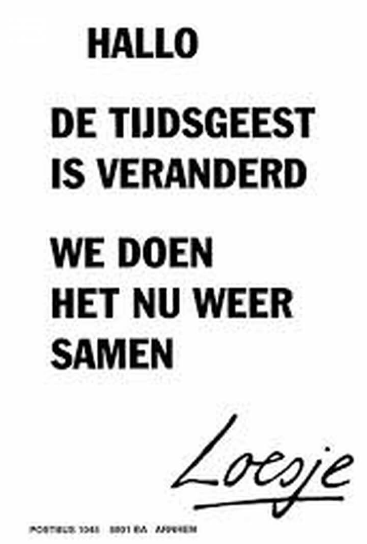 HALLO
DE TIJDSGEEST
IS VERANDERD
WE DOEN
HET NU WEER
SAMEN
Loesje
POSTBUS 1045 6801 BA ARNHEM